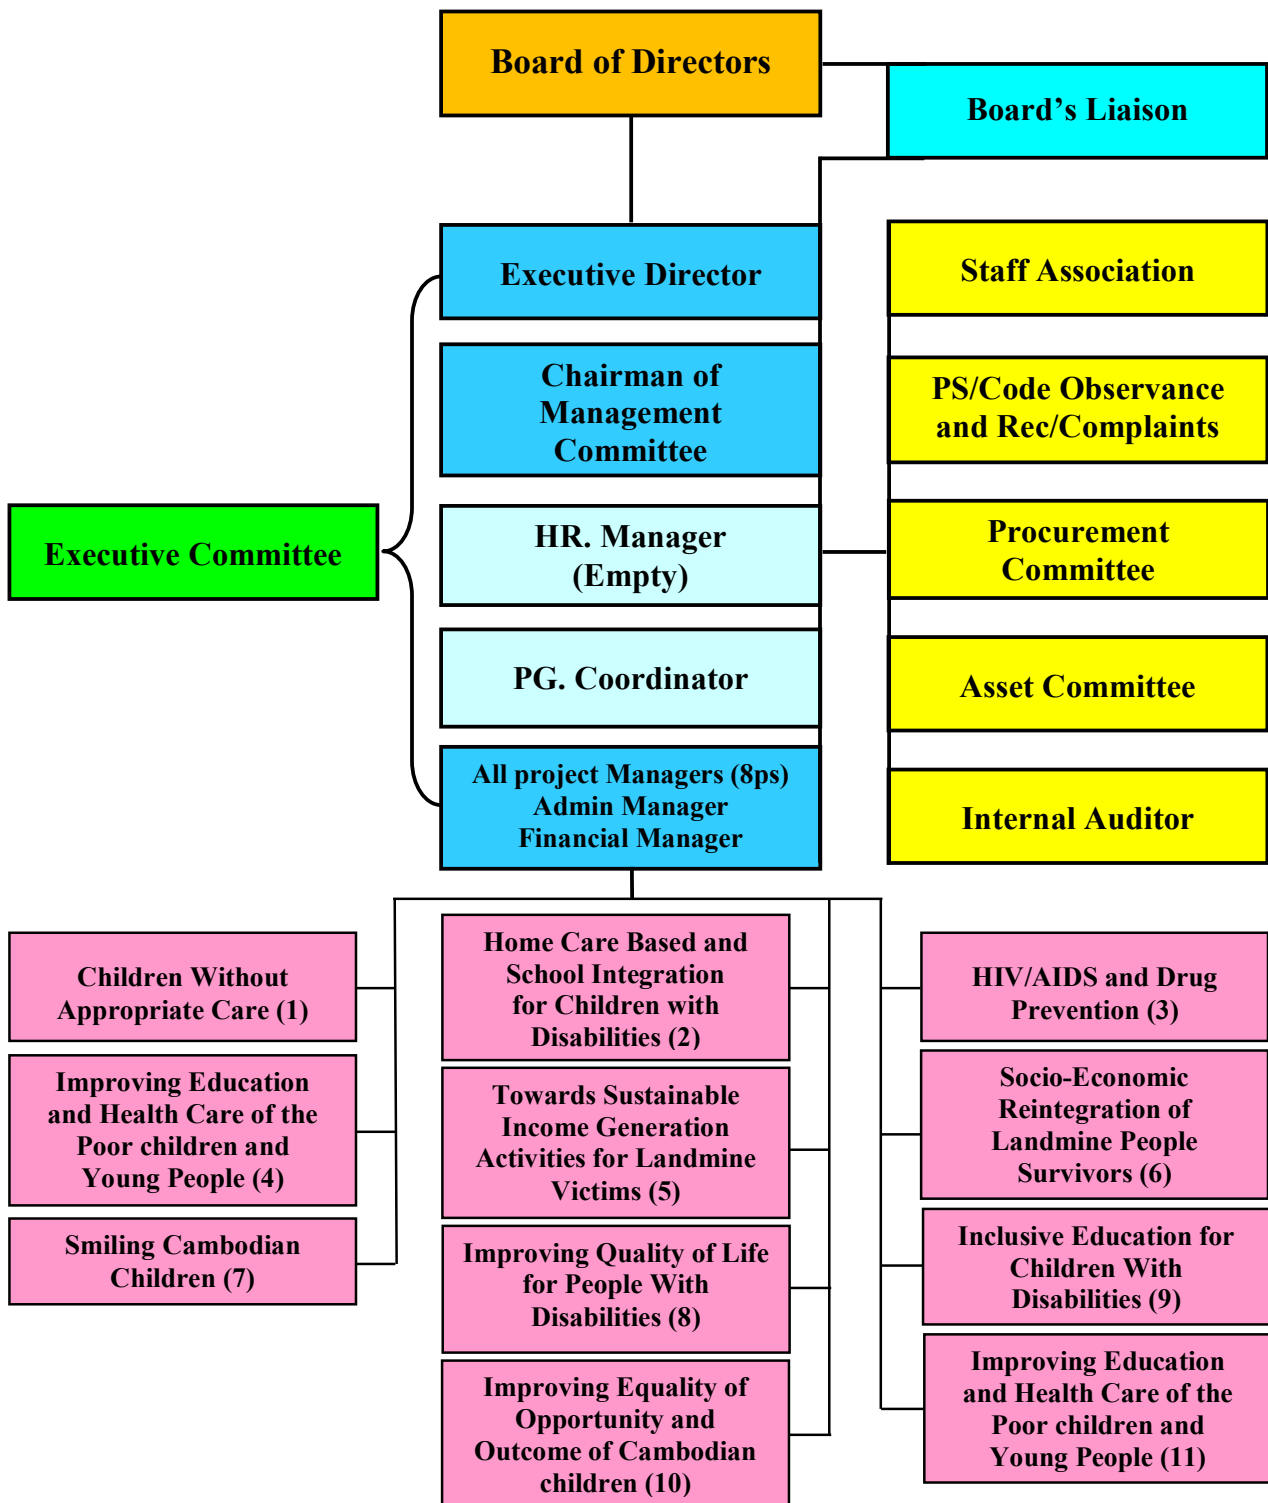 Board of Directors
Board’s Liaison
Executive Director
Staff Association
Chairman of
Management
Committee
PS/Code Observance
and Rec/Complaints
Executive Committee
HR. Manager
(Empty)
Procurement
Committee
PG. Coordinator
Asset Committee
All project Managers (8ps)
Admin Manager
Financial Manager
Internal Auditor
Children Without
Appropriate Care (1)
Home Care Based and
School Integration
for Children with
Disabilities (2)
HIV/AIDS and Drug
Prevention (3)
Improving Education
and Health Care of the
Poor children and
Young People (4)
Towards Sustainable
Income Generation
Activities for Landmine
Victims (5)
Socio-Economic
Reintegration of
Landmine People
Survivors (6)
Smiling Cambodian
Children (7)
Improving Quality of Life
for People With
Disabilities (8)
Inclusive Education for
Children With
Disabilities (9)
Improving Equality of
Opportunity and
Outcome of Cambodian
children (10)
Improving Education
and Health Care of the
Poor children and
Young People (11)